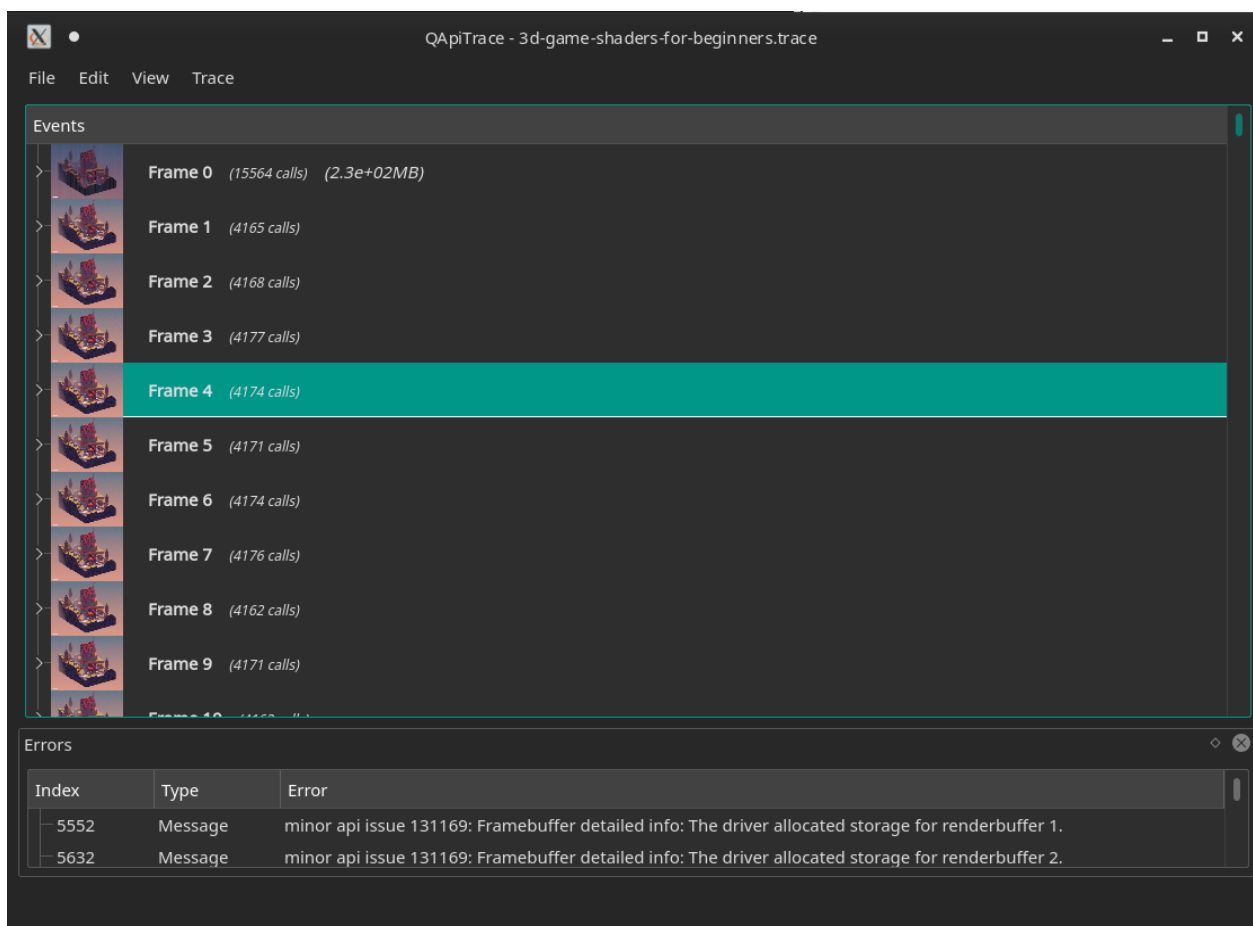 QApiTrace - 3d-game-shaders-for-beginners.trace
File Edit View Trace
Events
Frame 0 (15564 calls) (2.3e+02MB)
Frame 1 (4165 calls)
Frame 2 (4168 calls)
Frame 3 (4177 calls)
Frame 4 (4174 calls)
Frame 5 (4171 calls)
Frame 6 (4174 calls)
Frame 7 (4176 calls)
Frame 8 (4162 calls)
Frame 9 (4171 calls)
Frame 10
Errors
Index Type Error
5552 Message minor api issue 131169: Framebuffer detailed info: The driver allocated storage for renderbuffer 1.
5632 Message minor api issue 131169: Framebuffer detailed info: The driver allocated storage for renderbuffer 2.